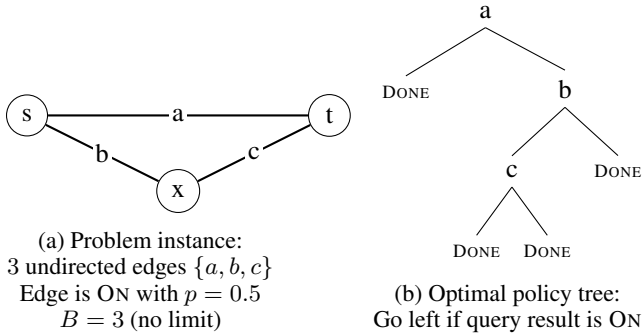 s
a
t
b
c
x
(a) Problem instance:
3 undirected edges {a, b, c}
Edge is ON with p = 0.5
B = 3 (no limit)
a
DONE
b
c
DONE
DONE DONE
(b) Optimal policy tree:
Go left if query result is ON